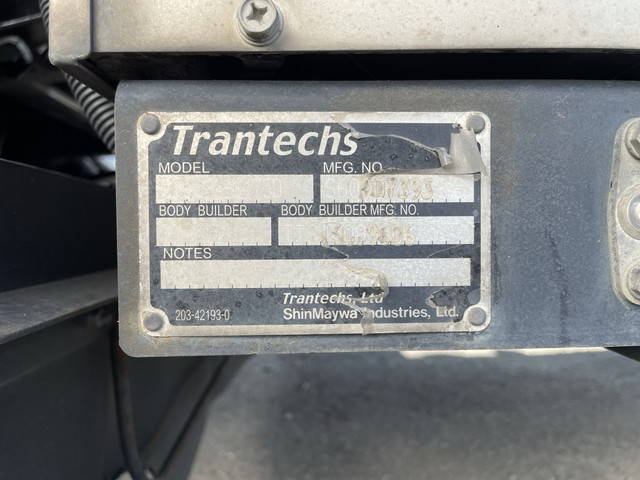 Trantechs
MODEL MFG. NO.
BODY BUILDER BODY BUILDER MFG. NO.
NOTES
Trantechs, Ltd
203-42193-0 ShinMaywa Industries, Ltd.